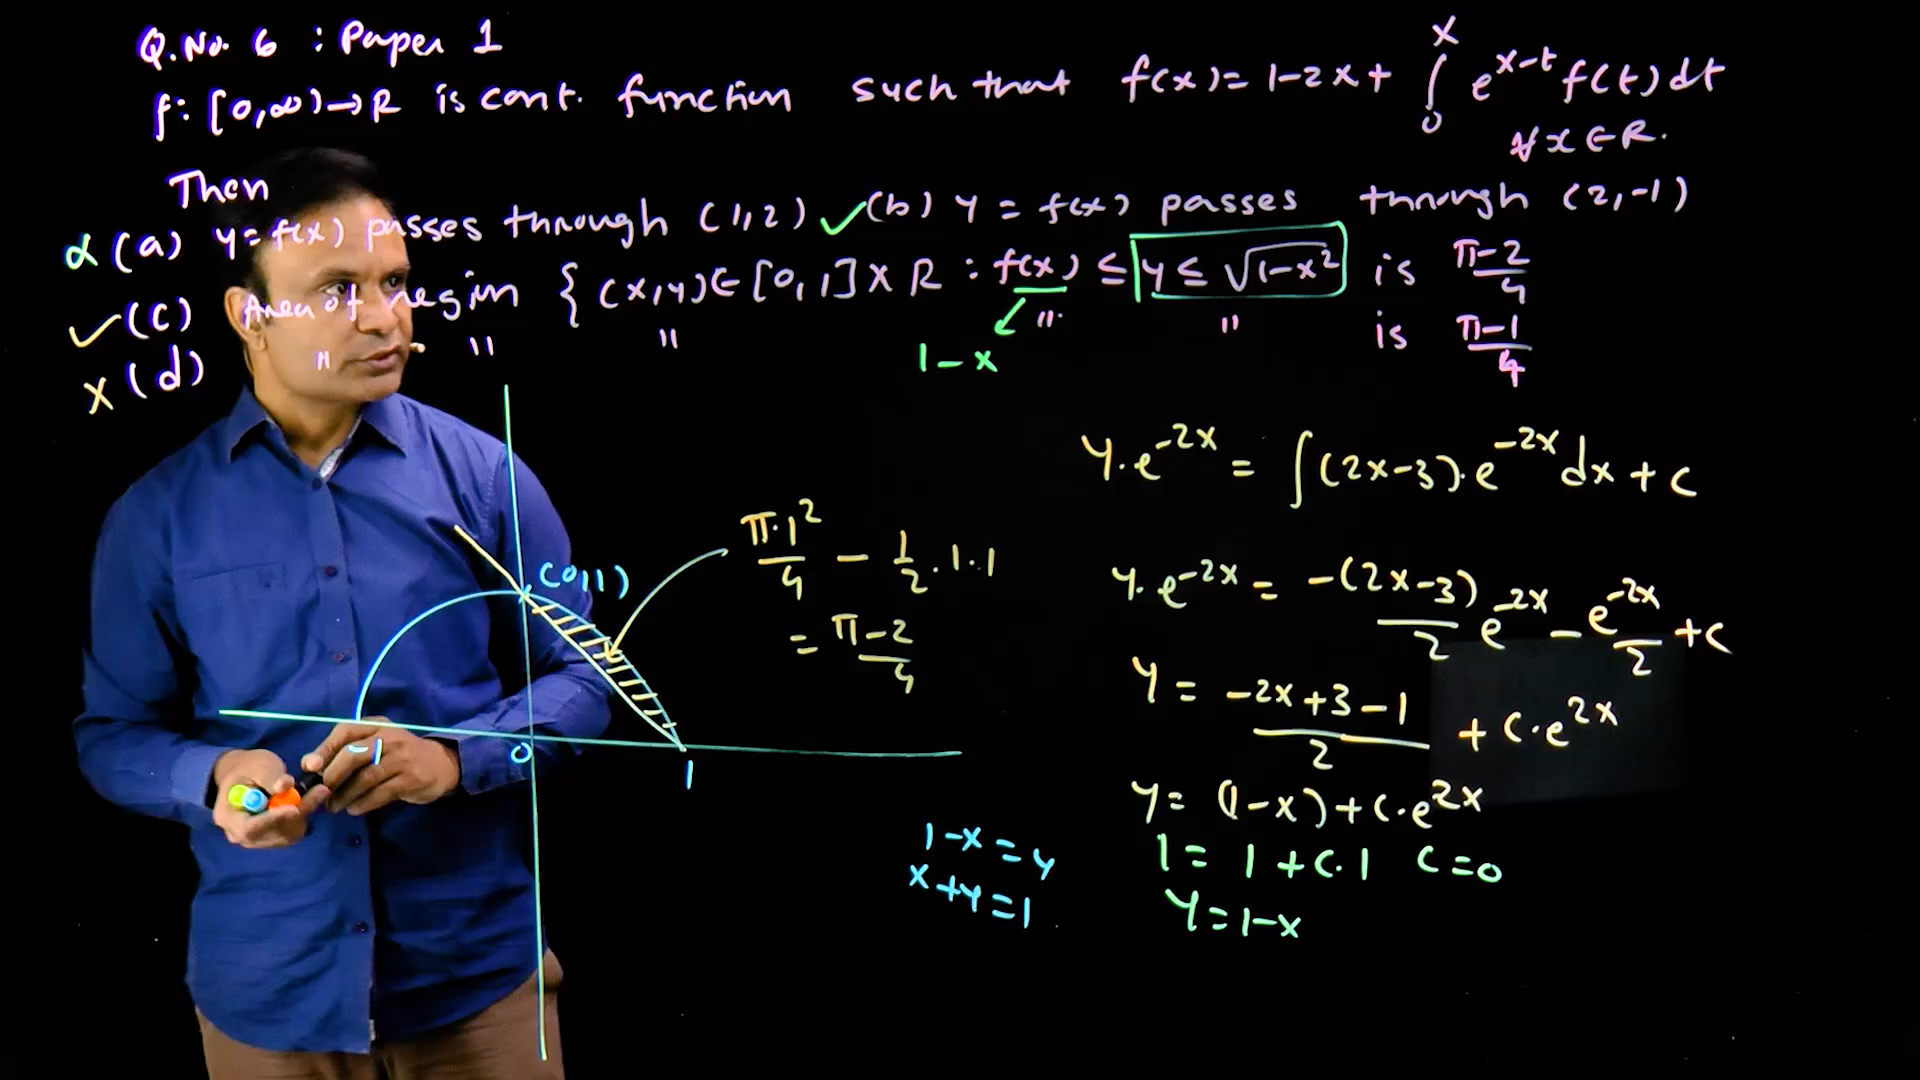 Q.No. 6 : Paper 1
f: [0,∞)→R is cont. function such that f(x)= 1-2x+ ∫₀ˣ e^(x-t) f(t) dt
∀ x ∈ R.
Then
α (a) y=f(x) passes through (1,2) ✓(b) y = f(x) passes through (2,-1)
✓(c) Area of region { (x,y)∈[0,1]×R : f(x) ≤ y ≤ √(1-x²) is (π-2)/4
x (d) " " " " " is (π-1)/4
1-x
y·e^(-2x) = ∫(2x-3)·e^(-2x) dx + c
π·1²/4 - 1/2·1·1
= (π-2)/4
(0,1)
-1 0 1
y·e^(-2x) = -(2x-3)/2 e^(-2x) - e^(-2x)/2 + c
y = (-2x+3-1)/2 + c·e^(2x)
y= (1-x)+c·e^(2x)
1= 1+c·1 c=0
y=1-x
1-x=y
x+y=1